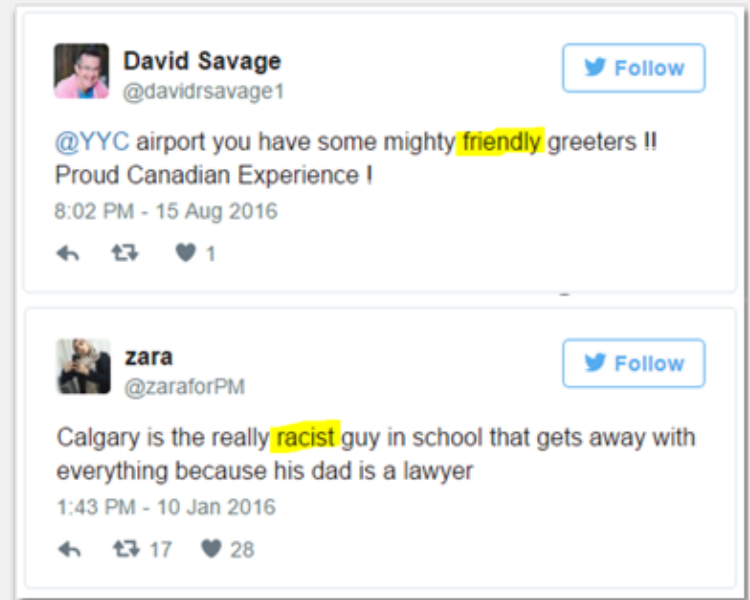 David Savage
Follow
@davidrsavage1
@YYC airport you have some mighty friendly greeters !!
Proud Canadian Experience !
8:02 PM - 15 Aug 2016
1
zara
Follow
@zaraforPM
Calgary is the really racist guy in school that gets away with
everything because his dad is a lawyer
1:43 PM - 10 Jan 2016
17 28